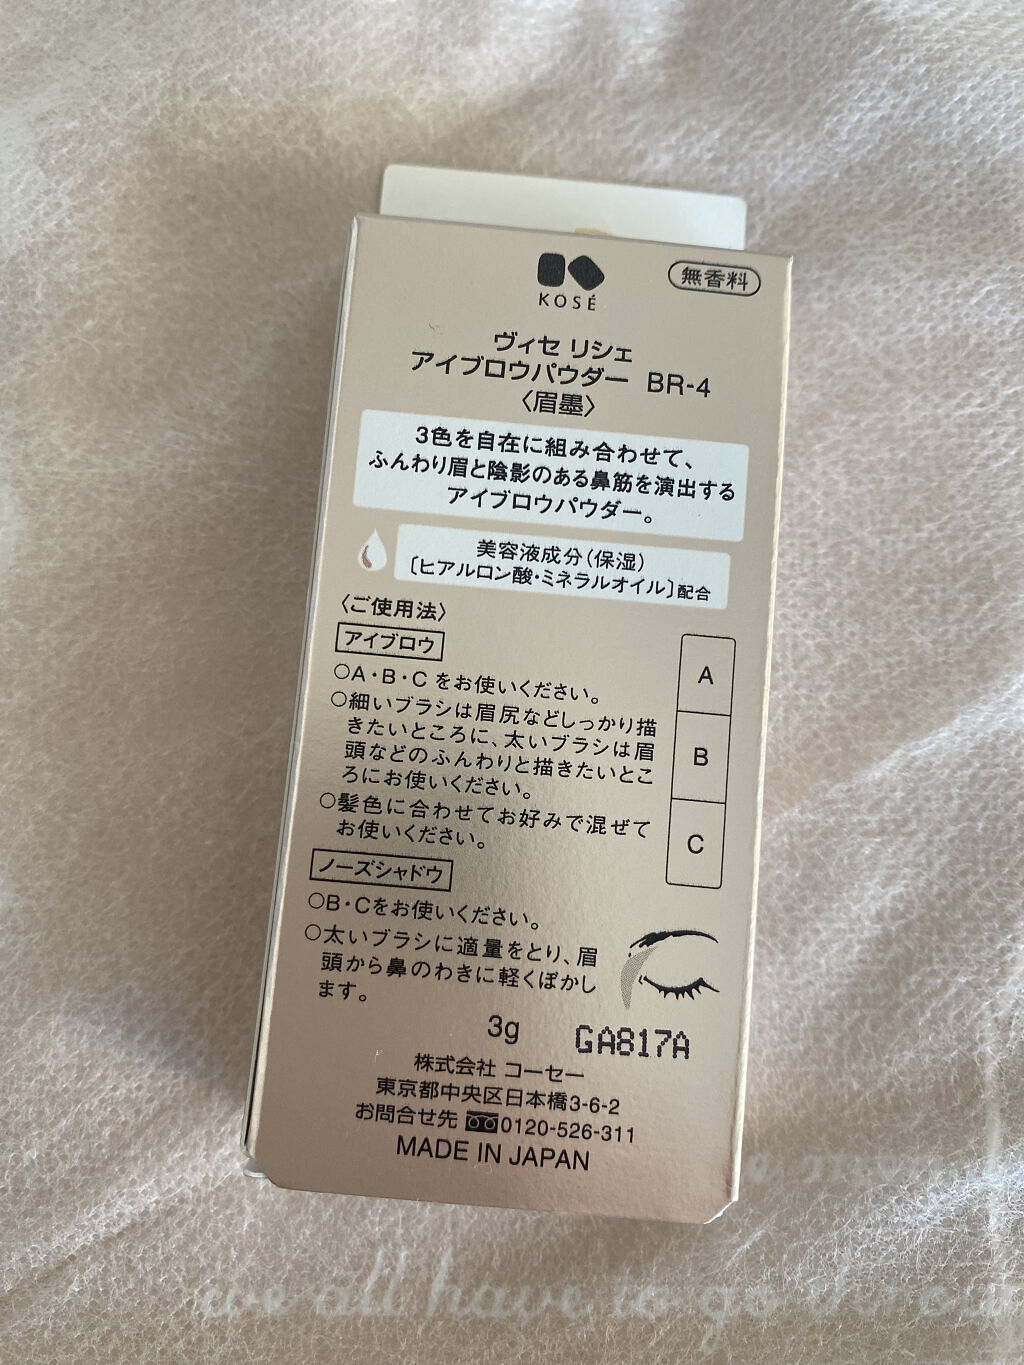 KOSÉ
無香料
ヴィセ リシェ
アイブロウパウダー BR-4
〈眉墨〉
3色を自在に組み合わせて、
ふんわり眉と陰影のある鼻筋を演出する
アイブロウパウダー。
美容液成分(保湿)
〔ヒアルロン酸・ミネラルオイル〕配合
〈ご使用法〉
アイブロウ
○A・B・C をお使いください。
○細いブラシは眉尻などしっかり描
きたいところに、太いブラシは眉
頭などのふんわりと描きたいとこ
ろにお使いください。
○髪色に合わせてお好みで混ぜて
お使いください。
A
B
C
ノーズシャドウ
○B・Cをお使いください。
○太いブラシに適量をとり、眉
頭から鼻のわきに軽くぼかし
ます。
3g
GA817A
株式会社 コーセー
東京都中央区日本橋3-6-2
お問合せ先 0120-526-311
MADE IN JAPAN
we all have to go